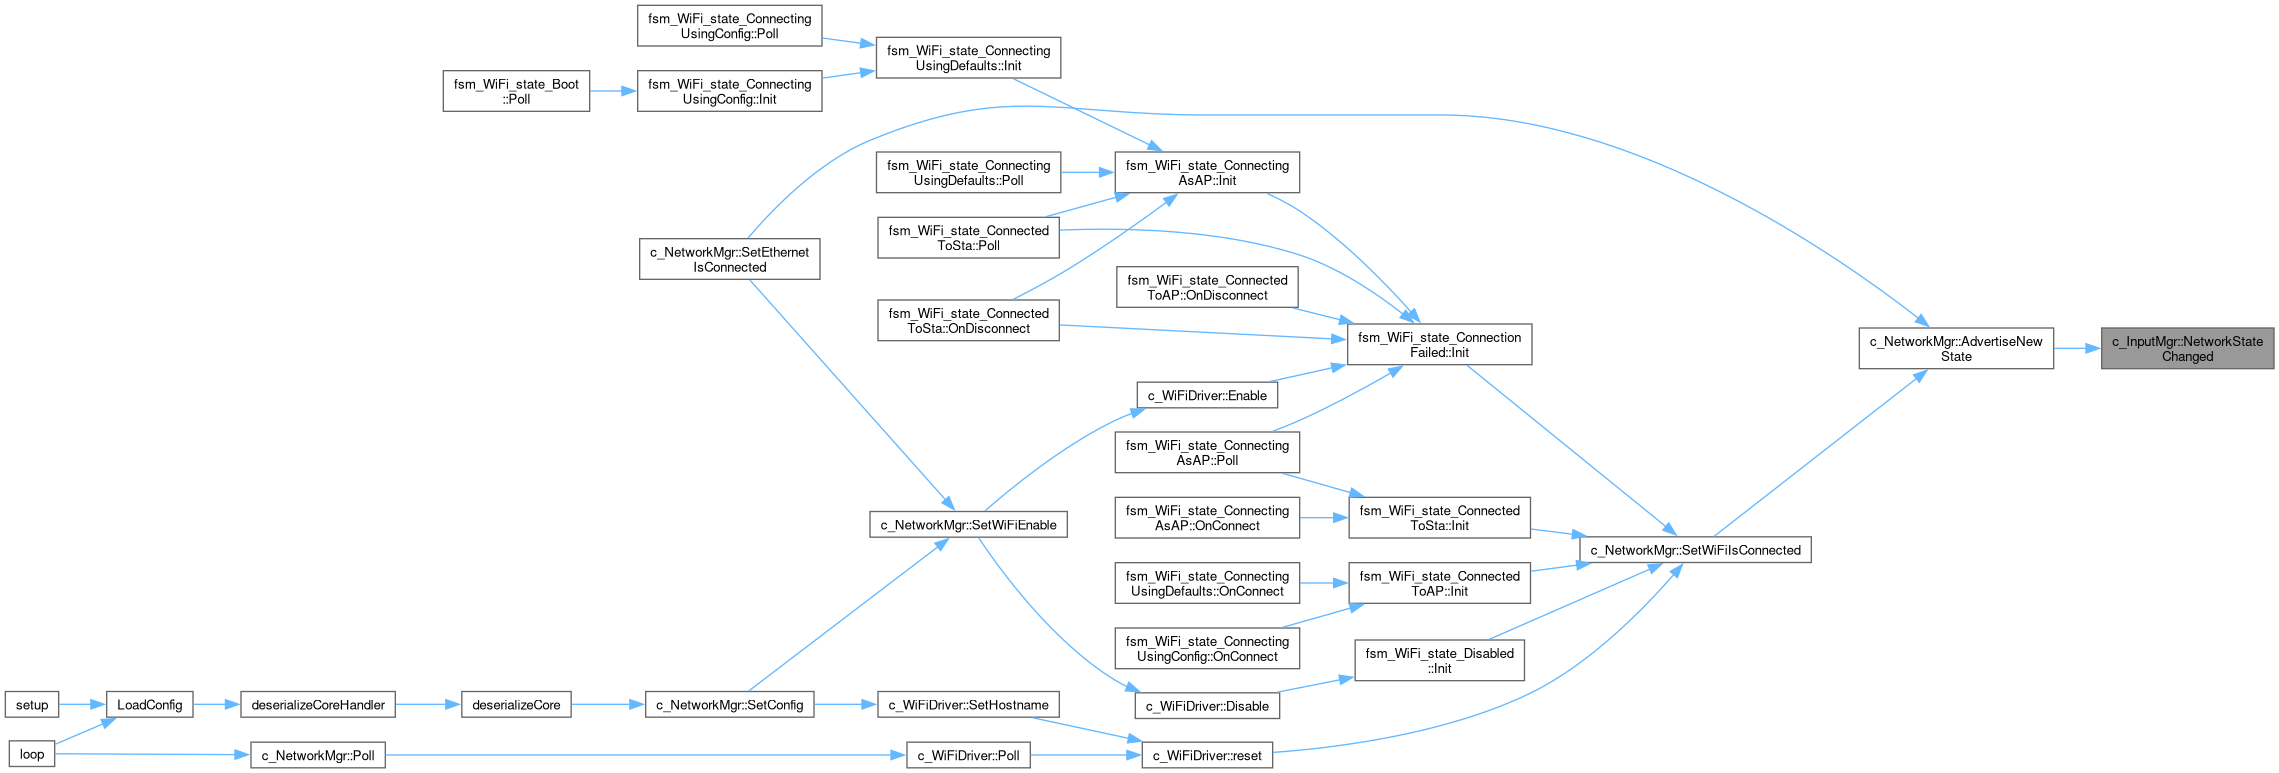 fsm_WiFi_state_Connecting
UsingConfig::Poll
fsm_WiFi_state_Connecting
UsingDefaults::Init
fsm_WiFi_state_Boot
::Poll
fsm_WiFi_state_Connecting
UsingConfig::Init
fsm_WiFi_state_Connecting
UsingDefaults::Poll
fsm_WiFi_state_Connecting
AsAP::Init
fsm_WiFi_state_Connected
ToSta::Poll
c_NetworkMgr::SetEthernet
IsConnected
fsm_WiFi_state_Connected
ToAP::OnDisconnect
fsm_WiFi_state_Connected
ToSta::OnDisconnect
fsm_WiFi_state_Connection
Failed::Init
c_NetworkMgr::AdvertiseNew
State
c_InputMgr::NetworkState
Changed
c_WiFiDriver::Enable
fsm_WiFi_state_Connecting
AsAP::Poll
c_NetworkMgr::SetWiFiEnable
fsm_WiFi_state_Connecting
AsAP::OnConnect
fsm_WiFi_state_Connected
ToSta::Init
c_NetworkMgr::SetWiFiIsConnected
fsm_WiFi_state_Connecting
UsingDefaults::OnConnect
fsm_WiFi_state_Connected
ToAP::Init
fsm_WiFi_state_Connecting
UsingConfig::OnConnect
fsm_WiFi_state_Disabled
::Init
setup
LoadConfig
deserializeCoreHandler
deserializeCore
c_NetworkMgr::SetConfig
c_WiFiDriver::SetHostname
c_WiFiDriver::Disable
loop
c_NetworkMgr::Poll
c_WiFiDriver::Poll
c_WiFiDriver::reset